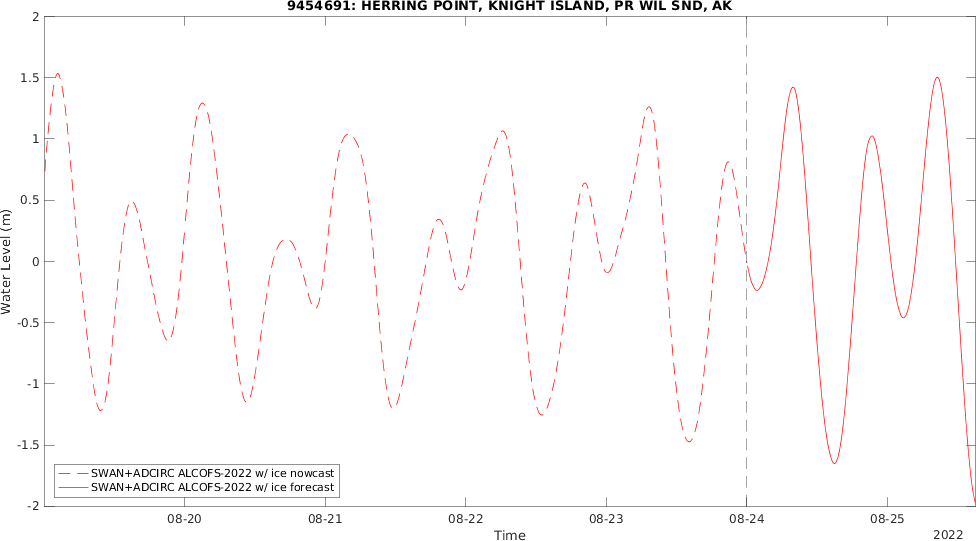 9454691: HERRING POINT, KNIGHT ISLAND, PR WIL SND, AK
2
1.5
1
0.5
0
-0.5
-1
-1.5
-2
Water Level (m)
SWAN+ADCIRC ALCOFS-2022 w/ ice nowcast
SWAN+ADCIRC ALCOFS-2022 w/ ice forecast
08-20 08-21 08-22 08-23 08-24 08-25
Time
2022